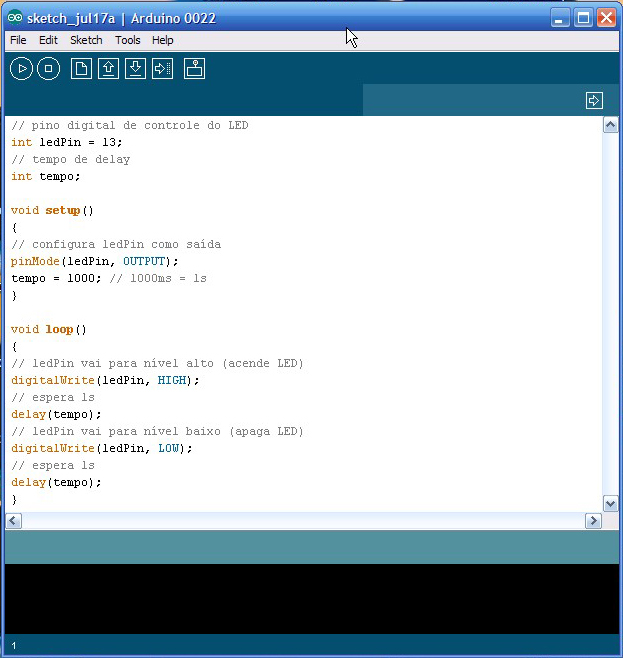 sketch_jul17a | Arduino 0022
File Edit Sketch Tools Help
// pino digital de controle do LED
int ledPin = 13;
// tempo de delay
int tempo;
void setup()
{
// configura ledPin como saída
pinMode(ledPin, OUTPUT);
tempo = 1000; // 1000ms = 1s
}
void loop()
{
// ledPin vai para nível alto (acende LED)
digitalWrite(ledPin, HIGH);
// espera 1s
delay(tempo);
// ledPin vai para nível baixo (apaga LED)
digitalWrite(ledPin, LOW);
// espera 1s
delay(tempo);
}
1